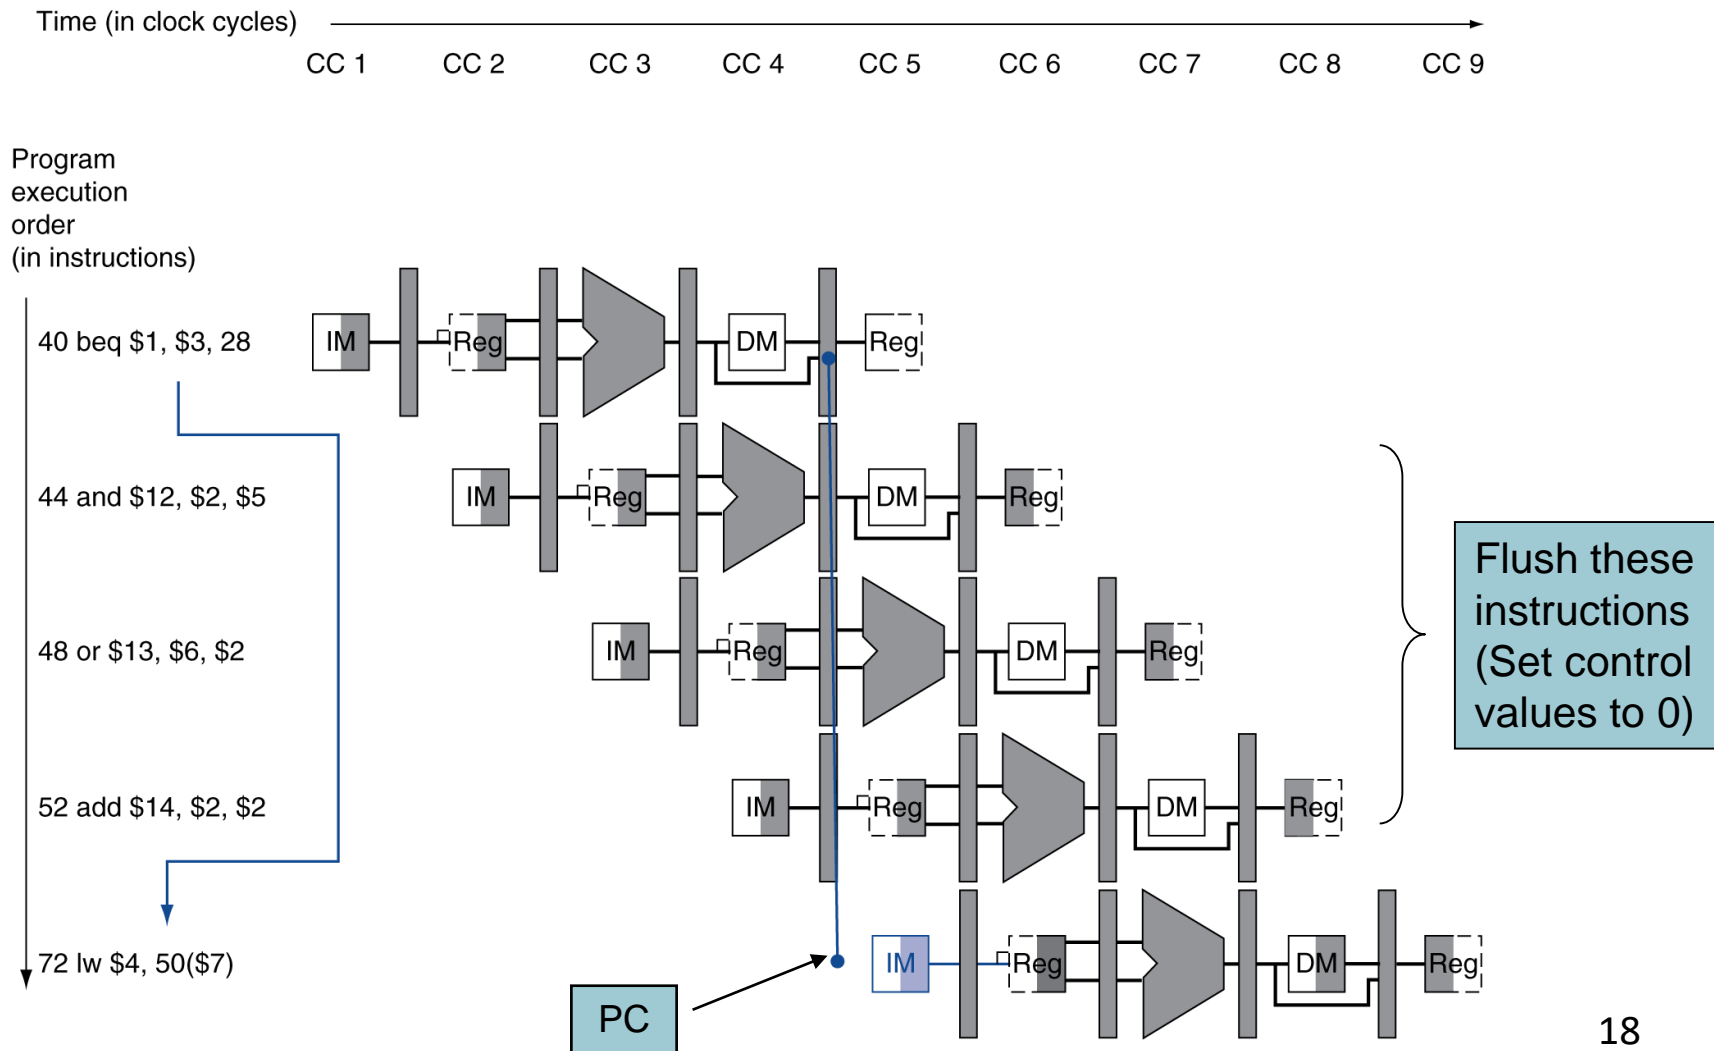 Time (in clock cycles)
CC 1 CC 2 CC 3 CC 4 CC 5 CC 6 CC 7 CC 8 CC 9
Program
execution
order
(in instructions)
40 beq $1, $3, 28
IM Reg DM Reg
44 and $12, $2, $5
IM Reg DM Reg
48 or $13, $6, $2
IM Reg DM Reg
52 add $14, $2, $2
IM Reg DM Reg
72 lw $4, 50($7)
IM Reg DM Reg
Flush these
instructions
(Set control
values to 0)
PC
18